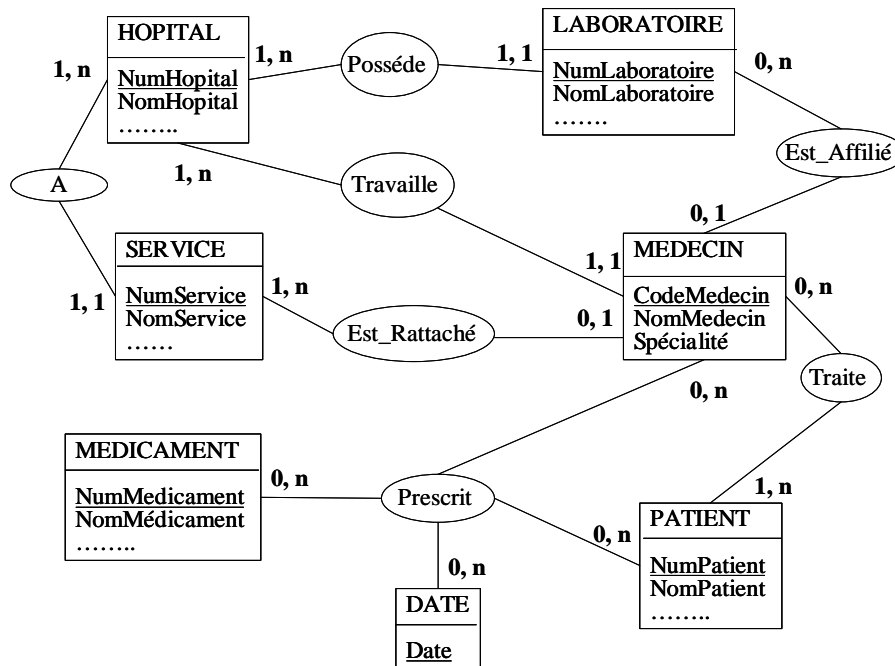 HOPITAL
NumHopital
NomHopital
........
1, n
1, n
Posséde
1, 1
LABORATOIRE
NumLaboratoire
NomLaboratoire
.......
0, n
Est_Affilié
0, 1
1, n
Travaille
1, 1
A
1, 1
SERVICE
NumService
NomService
......
1, n
Est_Rattaché
0, 1
MEDECIN
CodeMedecin
NomMedecin
Spécialité
0, n
Traite
1, n
0, n
MEDICAMENT
NumMedicament
NomMédicament
........
0, n
Prescrit
0, n
PATIENT
NumPatient
NomPatient
........
0, n
DATE
Date